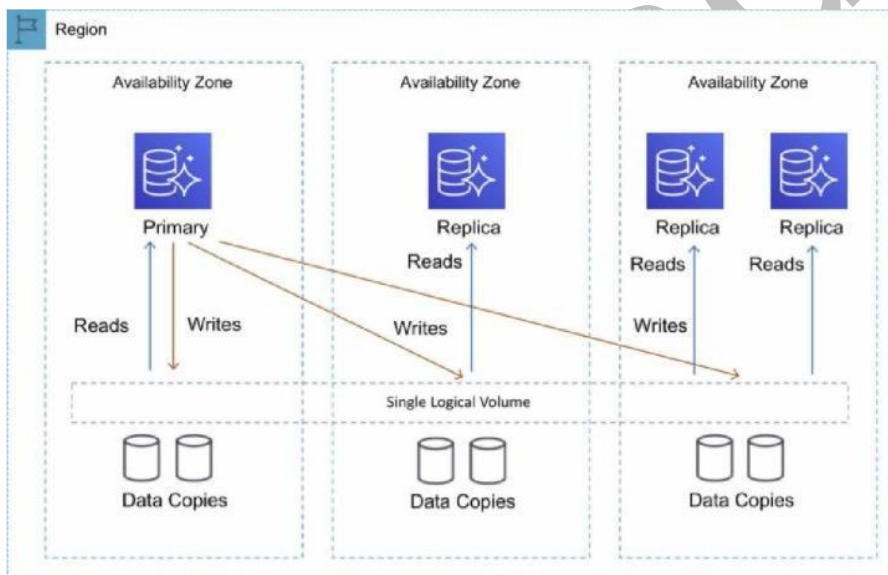 Region
Availability Zone
Availability Zone
Availability Zone
Primary
Replica
Replica
Replica
Reads
Reads
Reads
Reads
Writes
Writes
Writes
Single Logical Volume
Data Copies
Data Copies
Data Copies